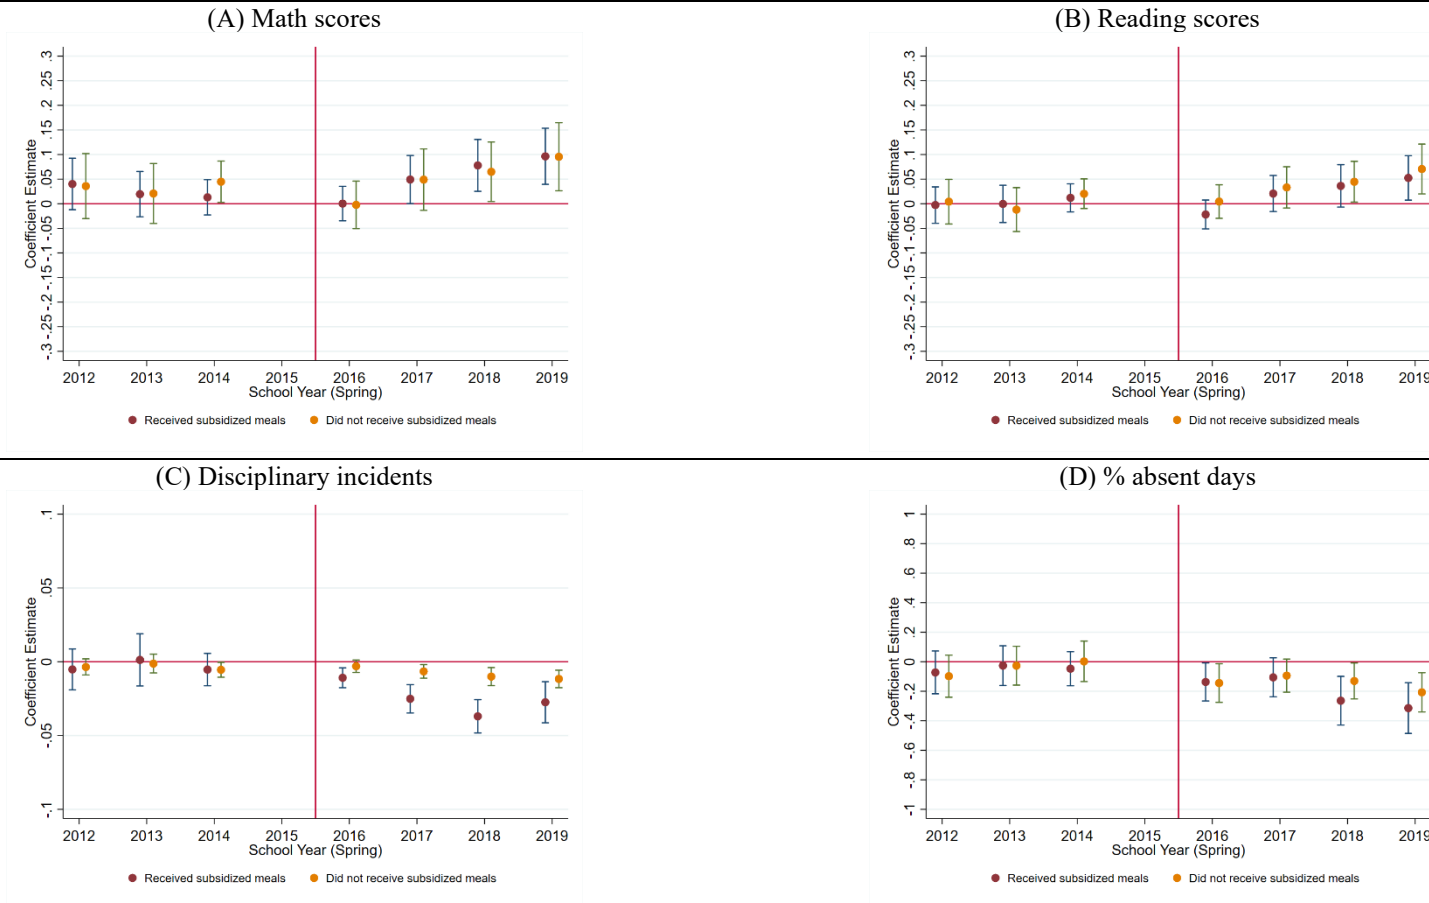 (A) Math scores
(B) Reading scores
Coefficient Estimate
.3
.25
.2
.15
.1
.05
0
-.05
-.1
-.15
-.2
-.25
-.3
2012 2013 2014 2015 2016 2017 2018 2019
School Year (Spring)
Received subsidized meals Did not receive subsidized meals
Coefficient Estimate
.3
.25
.2
.15
.1
.05
0
-.05
-.1
-.15
-.2
-.25
-.3
2012 2013 2014 2015 2016 2017 2018 2019
School Year (Spring)
Received subsidized meals Did not receive subsidized meals
(C) Disciplinary incidents
(D) % absent days
Coefficient Estimate
.1
.05
0
-.05
-.1
2012 2013 2014 2015 2016 2017 2018 2019
School Year (Spring)
Received subsidized meals Did not receive subsidized meals
Coefficient Estimate
1
.8
.6
.4
.2
0
-.2
-.4
-.6
-.8
-1
2012 2013 2014 2015 2016 2017 2018 2019
School Year (Spring)
Received subsidized meals Did not receive subsidized meals